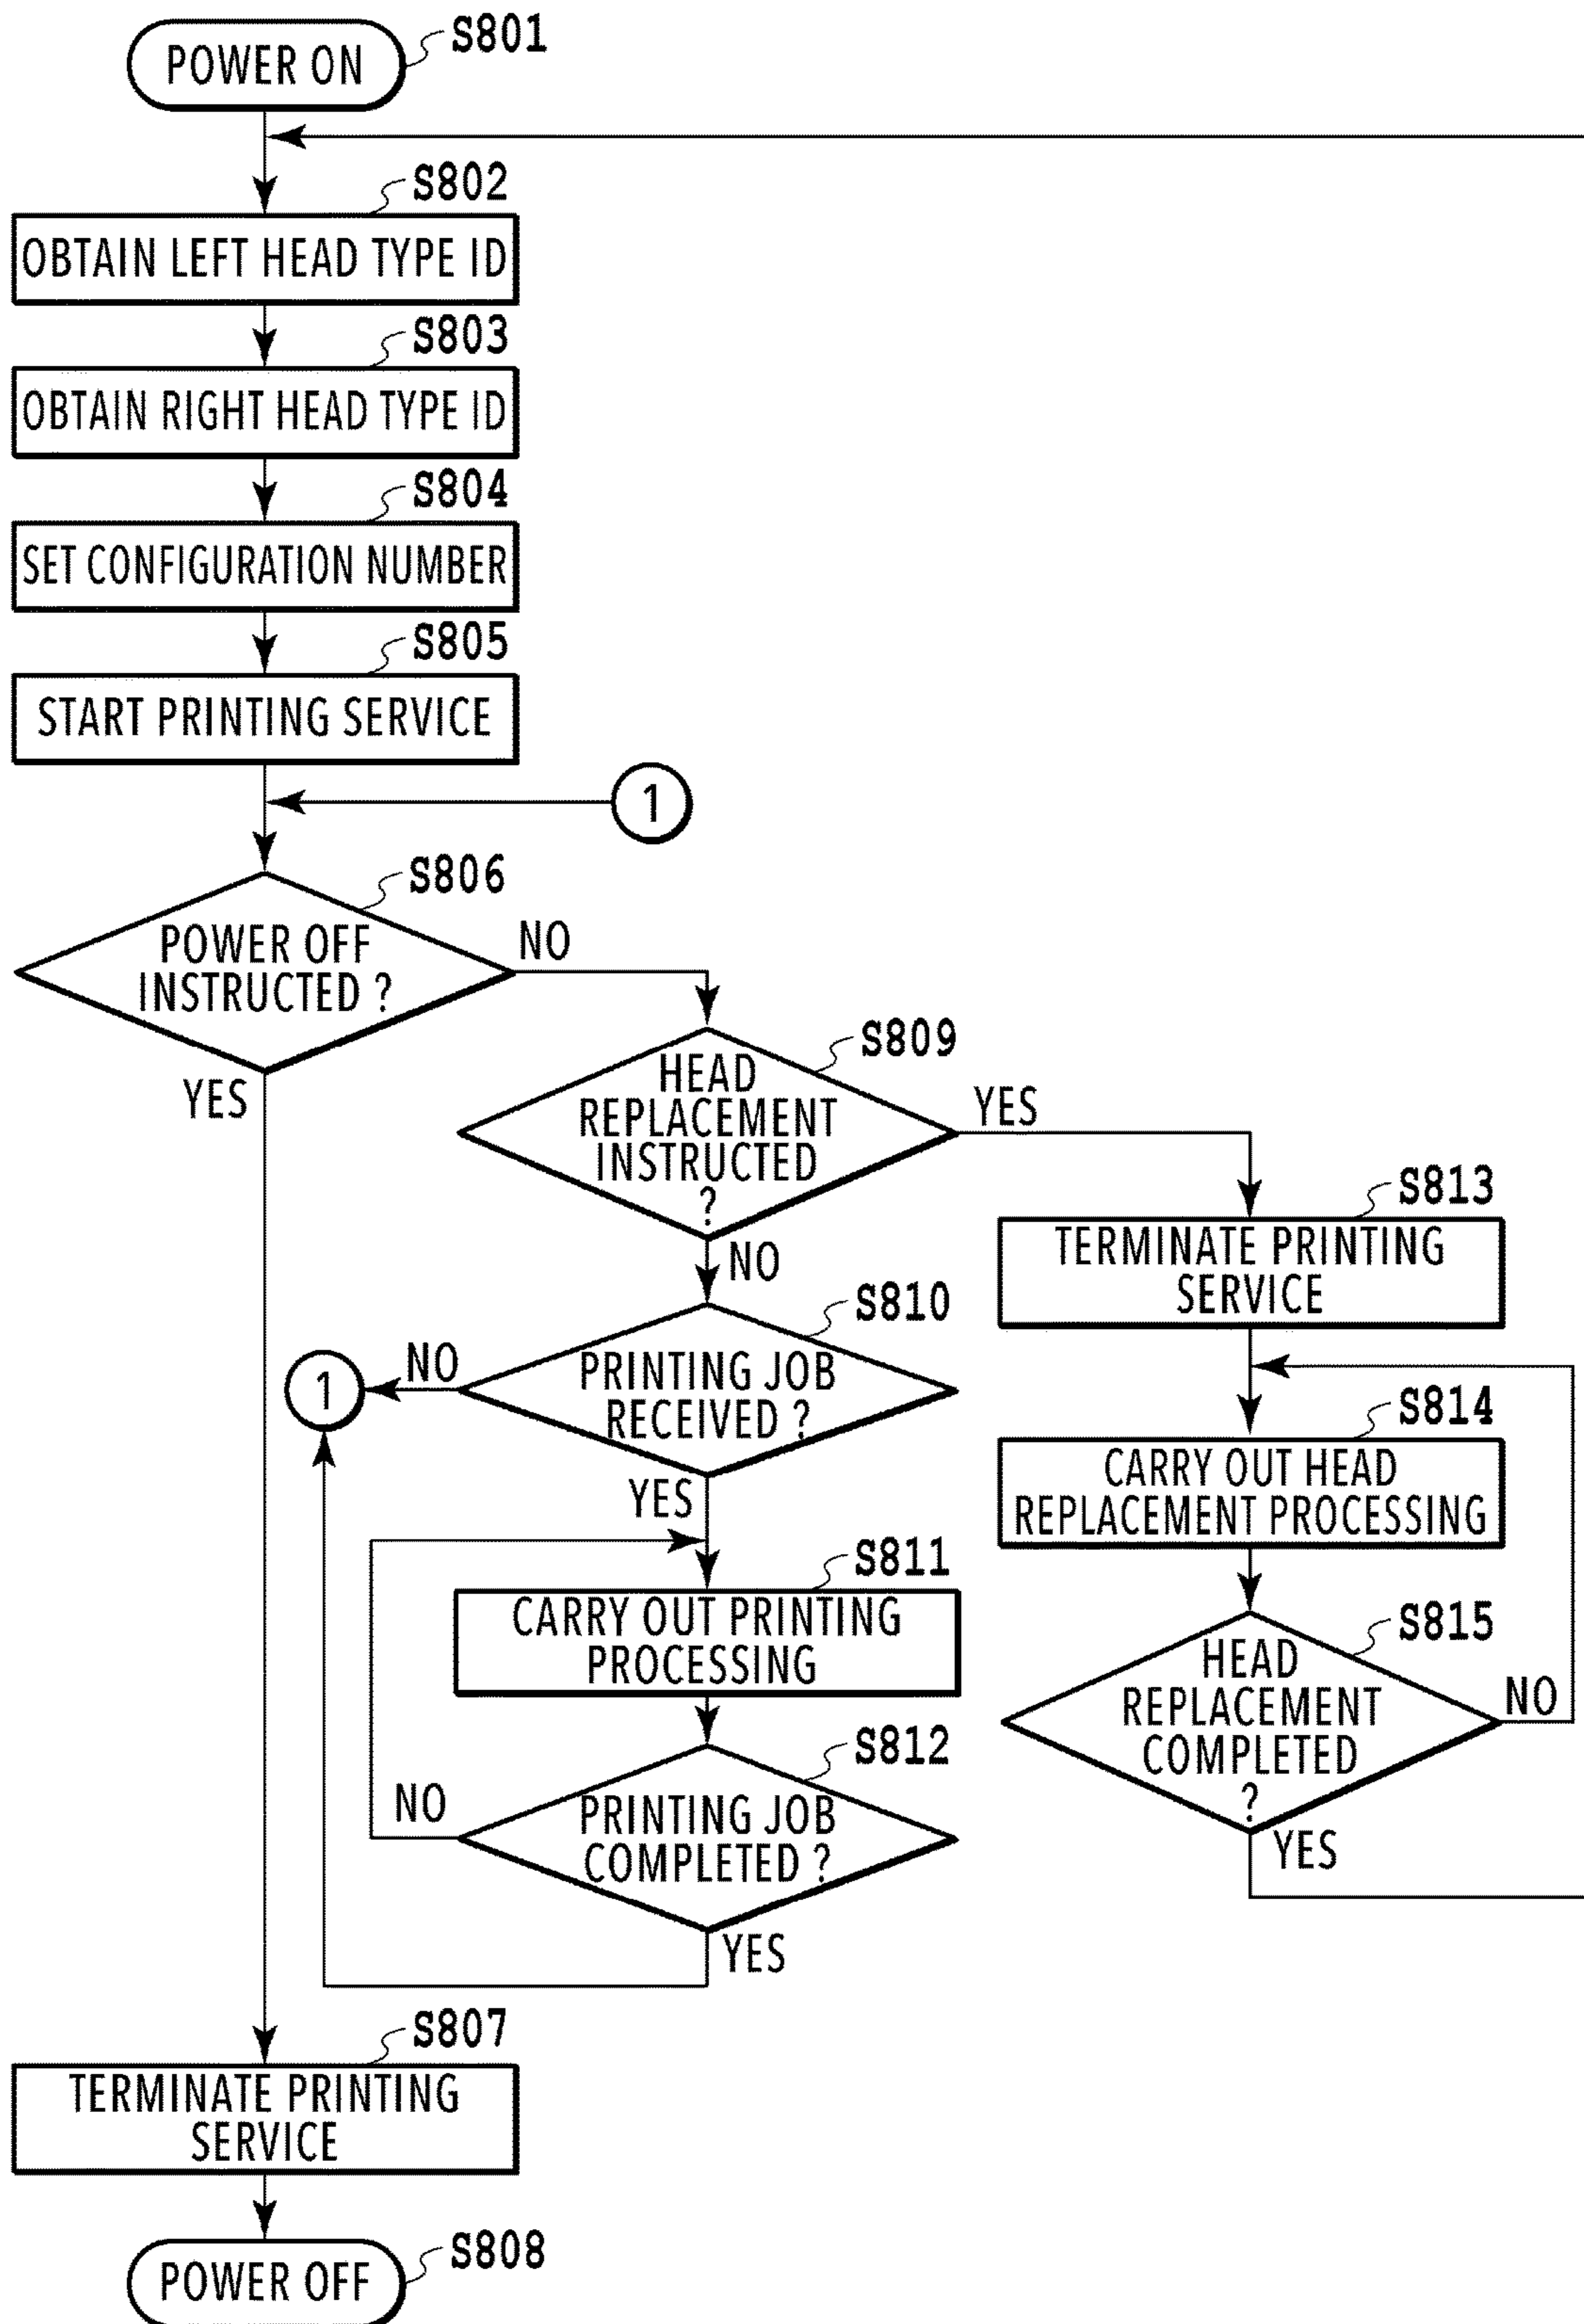 POWER ON
S801
S802
OBTAIN LEFT HEAD TYPE ID
S803
OBTAIN RIGHT HEAD TYPE ID
S804
SET CONFIGURATION NUMBER
S805
START PRINTING SERVICE
1
S806
POWER OFF
INSTRUCTED ?
NO
YES
S809
HEAD
REPLACEMENT
INSTRUCTED
?
YES
NO
S810
PRINTING JOB
RECEIVED ?
NO
1
YES
S811
CARRY OUT PRINTING
PROCESSING
S812
PRINTING JOB
COMPLETED ?
NO
YES
S813
TERMINATE PRINTING
SERVICE
S814
CARRY OUT HEAD
REPLACEMENT PROCESSING
S815
HEAD
REPLACEMENT
COMPLETED
?
NO
YES
S807
TERMINATE PRINTING
SERVICE
S808
POWER OFF